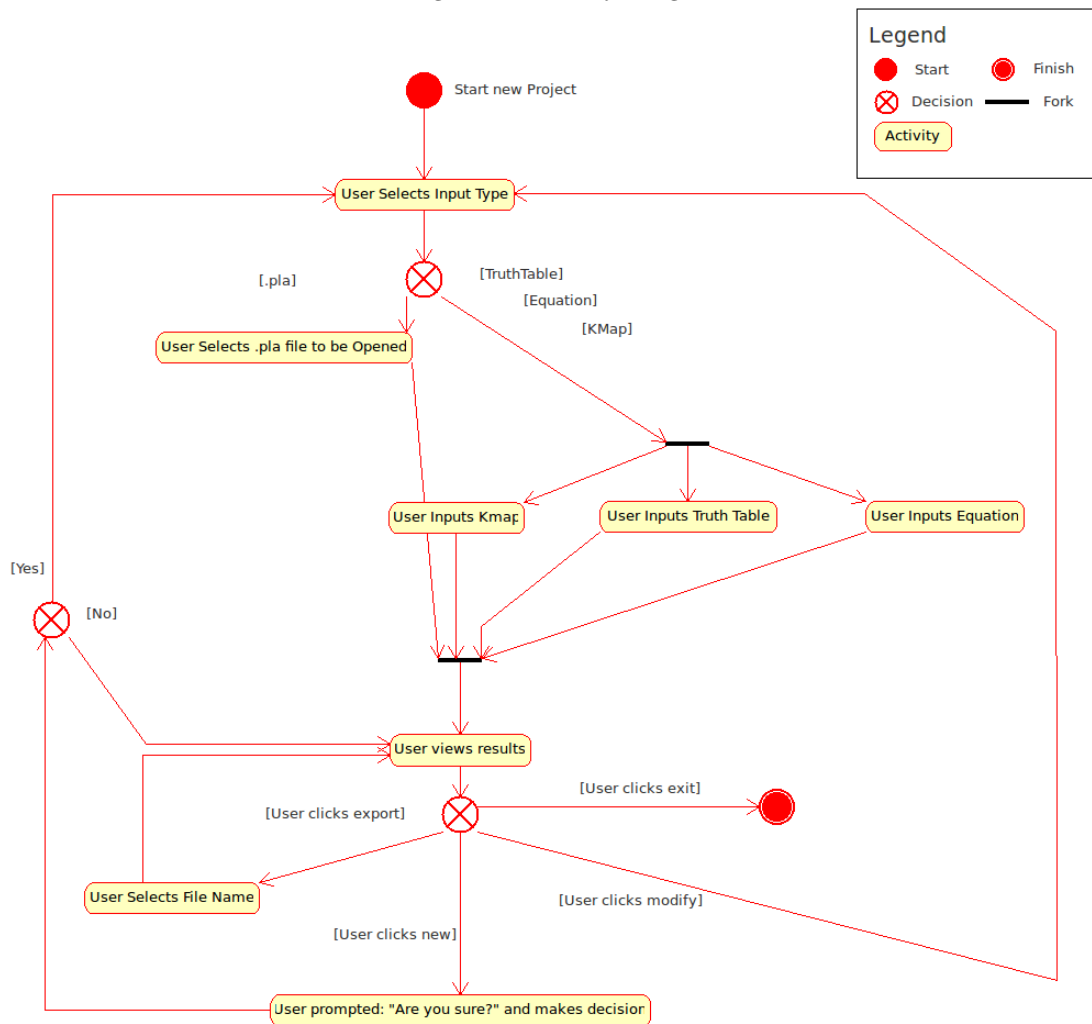 Legend
Start
Finish
Decision
Fork
Activity
Start new Project
User Selects Input Type
[.pla]
[TruthTable]
[Equation]
[KMap]
User Selects .pla file to be Opened
User Inputs Kmap
User Inputs Truth Table
User Inputs Equation
[Yes]
[No]
User views results
[User clicks exit]
[User clicks export]
User Selects File Name
[User clicks modify]
[User clicks new]
User prompted: "Are you sure?" and makes decision